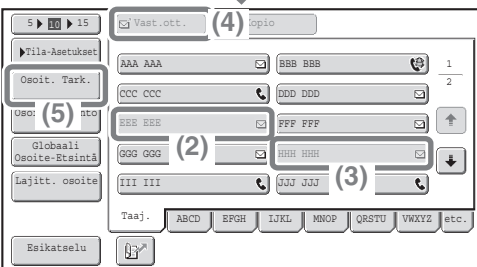 5 10 15
Vast.ott.
(4)
opio
Tila-Asetukset
AAA AAA
BBB BBB
1
2
Osoit. Tark.
CCC CCC
DDD DDD
(5)
nto
EEE EEE
FFF FFF
(2)
Globaali
Osoite-Etsintä
GGG GGG
HHH HHH
(3)
Lajitt. osoite
III III
JJJ JJJ
Taaj.
ABCD
EFGH
IJKL
MNOP
QRSTU
VWXYZ
etc.
Esikatselu